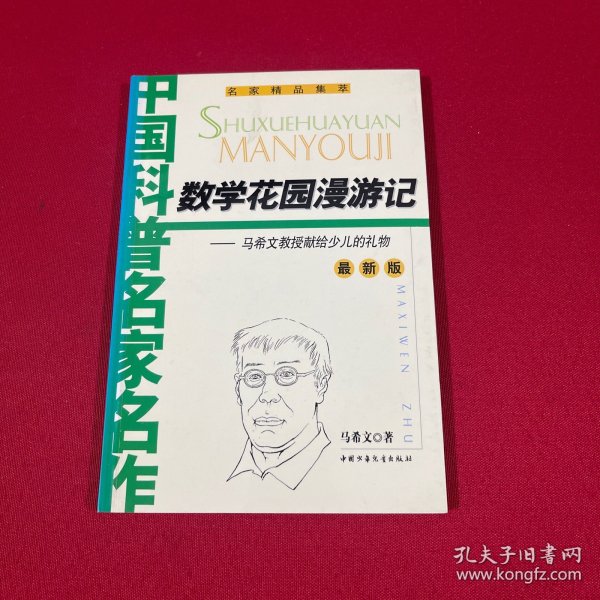 中国科普名家名作
名家精品集萃
SHUXUEHUAYUAN
MANYOUJI
数学花园漫游记
—— 马希文教授献给少儿的礼物
最新版
MAXIWEN ZHU
马希文◎著
中国少年儿童出版社
孔夫子旧书网
www.kongfz.com